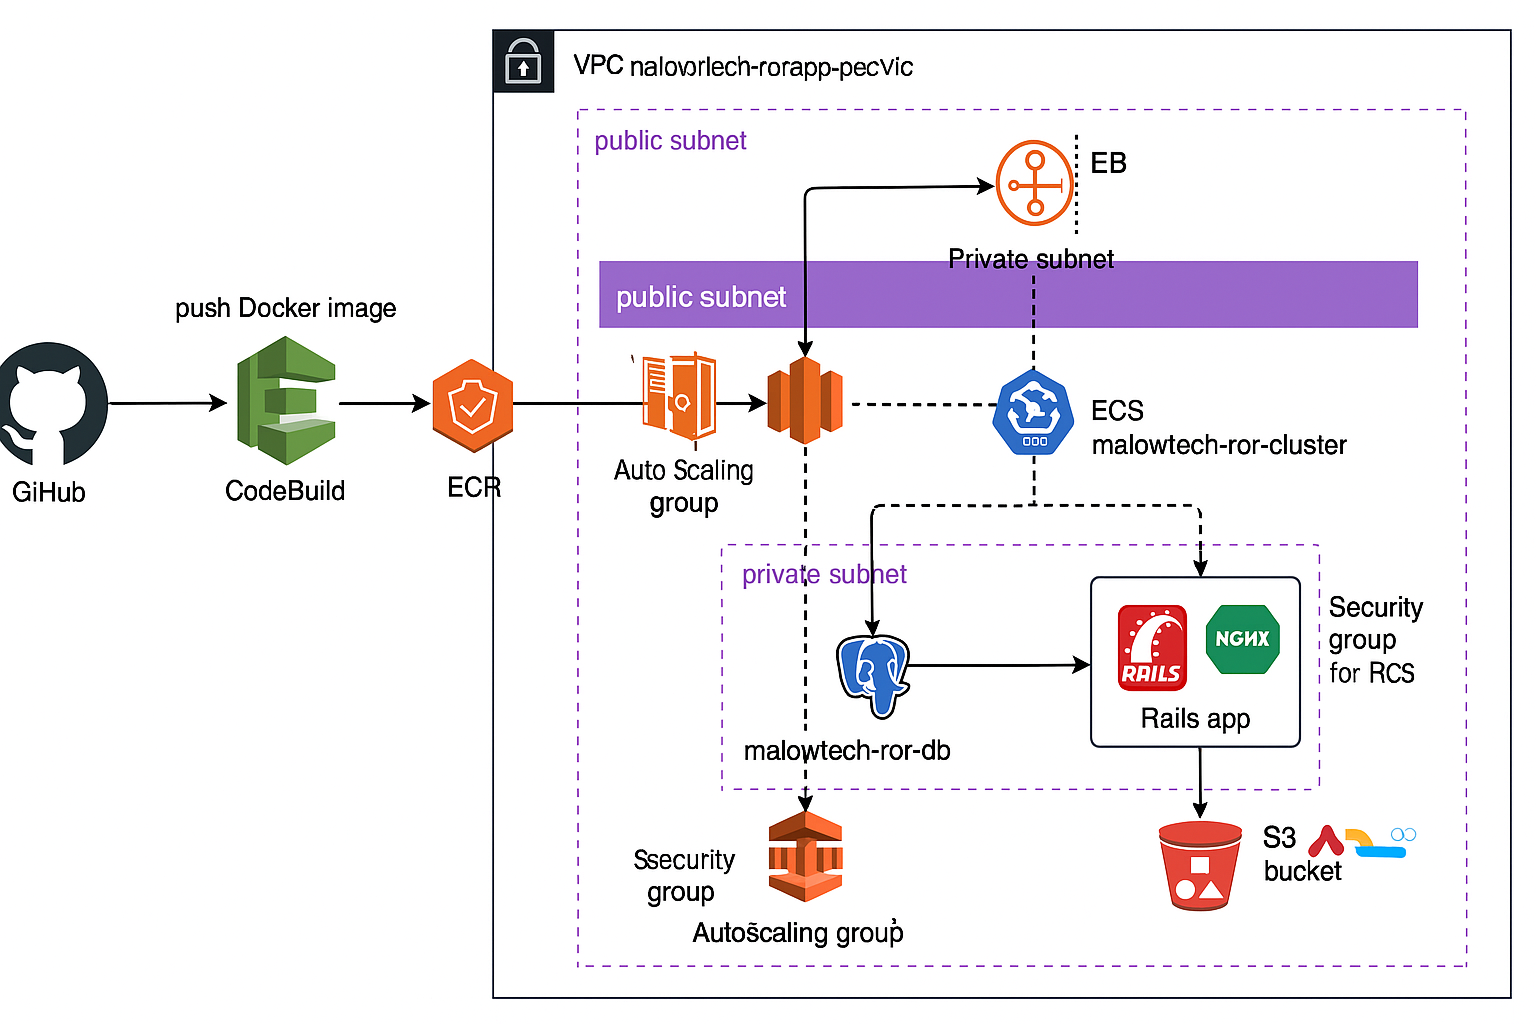 VPC nalovorlech-rorapp-pecVic
public subnet
EB
Private subnet
public subnet
push Docker image
GiHub
CodeBuild
ECR
Auto Scaling
group
ECS
malowtech-ror-cluster
private subnet
malowtech-ror-db
RAILS
NGNX
Rails app
Security
group
for RCS
Ssecurity
group
Autoscaling group
S3
bucket